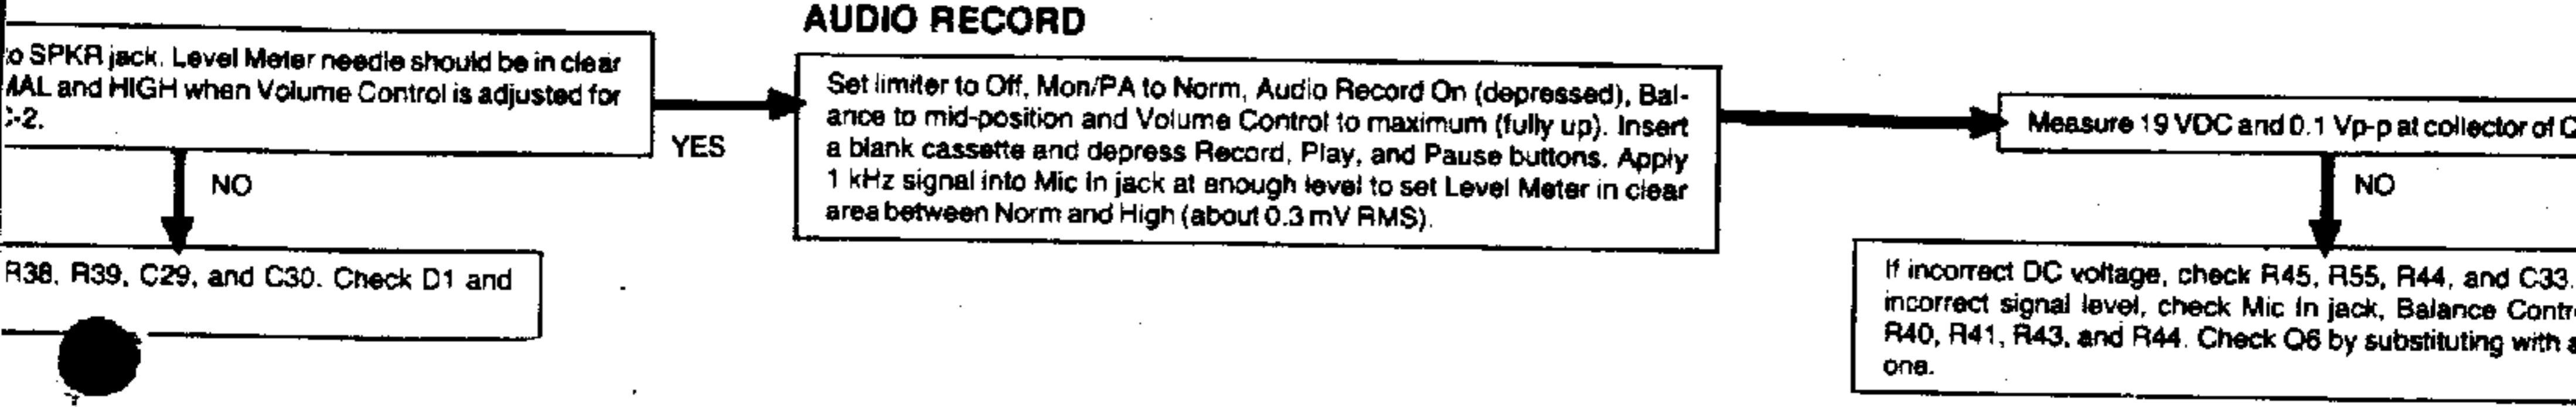 AUDIO RECORD
SPKR jack. Level Meter needle should be in clear
and HIGH when Volume Control is adjusted for
YES
NO
R38, R39, C29, and C30. Check D1 and
Set limiter to Off, Mon/PA to Norm, Audio Record On (depressed), Bal-
ance to mid-position and Volume Control to maximum (fully up). Insert
a blank cassette and depress Record, Play, and Pause buttons. Apply
1 kHz signal into Mic In jack at enough level to set Level Meter in clear
area between Norm and High (about 0.3 mV RMS).
Measure 19 VDC and 0.1 Vp-p at collector of
NO
If incorrect DC voltage, check R45, R55, R44, and C33.
incorrect signal level, check Mic In jack, Balance
R40, R41, R43, and R44. Check Q6 by substituting with
one.